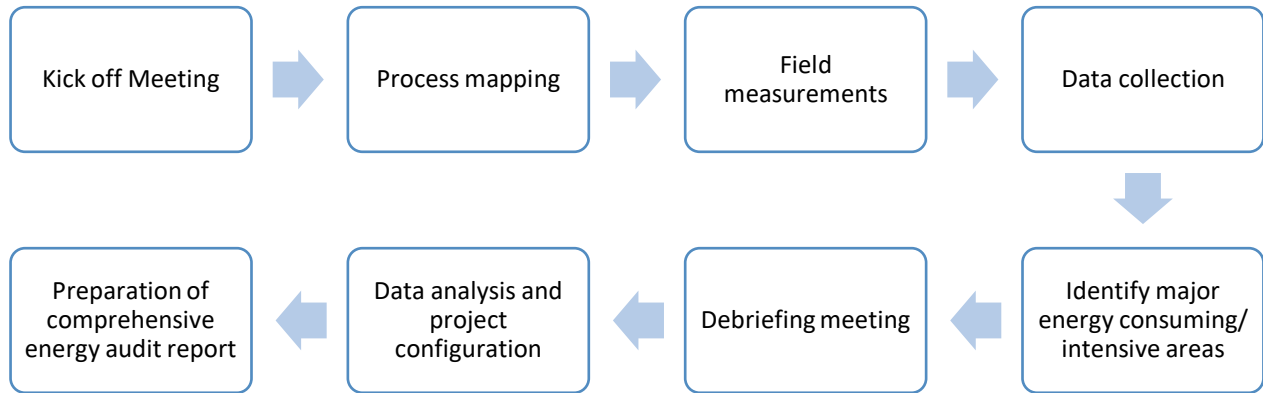 Kick off Meeting
Process mapping
Field
measurements
Data collection
Identify major
energy consuming/
intensive areas
Debriefing meeting
Data analysis and
project
configuration
Preparation of
comprehensive
energy audit report